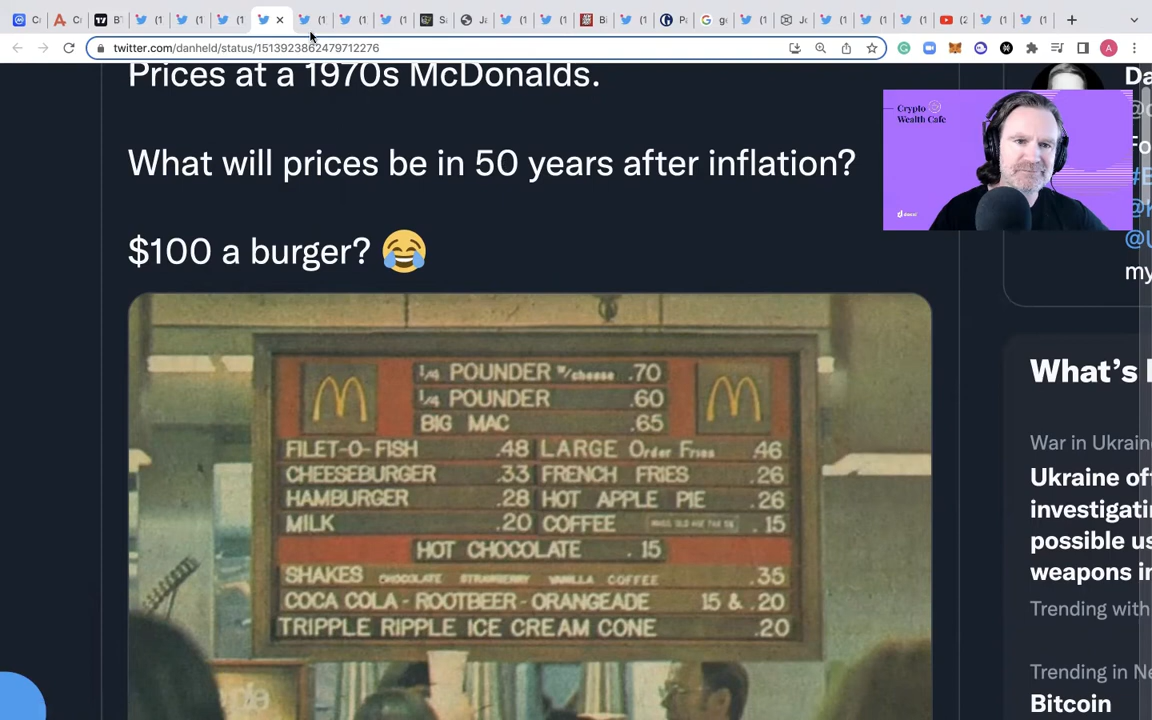 twitter.com/danheld/status/1513923862479712276
Prices at a 1970s McDonalds.
What will prices be in 50 years after inflation?
$100 a burger? 😂
Crypto
Wealth Cafe
What's
War in Ukrain
Ukraine of
investigati
possible us
weapons in
Trending with
Trending in Ne
Bitcoin
1/4 POUNDER w/cheese .70
1/4 POUNDER .60
BIG MAC .65
FILET-O-FISH .48 LARGE Order Fries .46
CHEESEBURGER .33 FRENCH FRIES .26
HAMBURGER .28 HOT APPLE PIE .26
MILK .20 COFFEE .15
HOT CHOCOLATE .15
SHAKES CHOCOLATE STRAWBERRY VANILLA COFFEE .35
COCA COLA - ROOTBEER - ORANGEADE 15 & .20
TRIPPLE RIPPLE ICE CREAM CONE .20